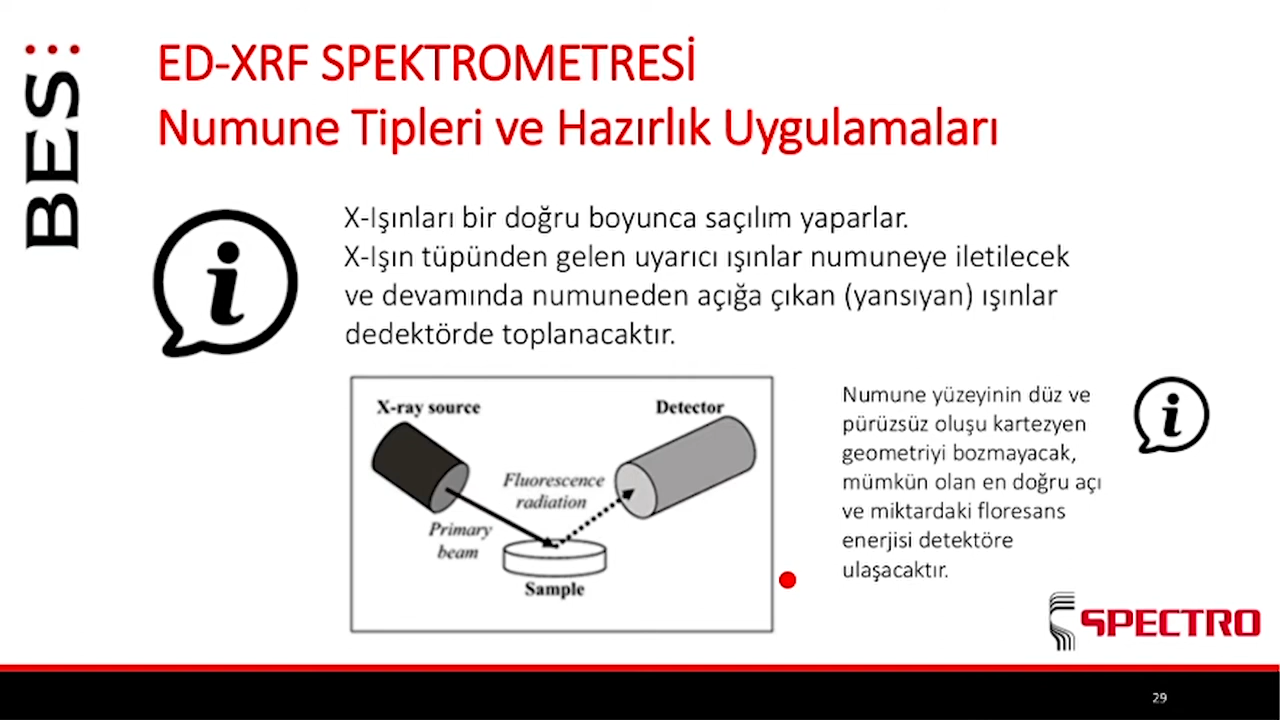 BES
ED-XRF SPEKTROMETRESİ
Numune Tipleri ve Hazırlık Uygulamaları
X-Işınları bir doğru boyunca saçılım yaparlar.
X-Işın tüpünden gelen uyarıcı ışınlar numuneye iletilecek
ve devamında numuneden açığa çıkan (yansıyan) ışınlar
dedektörde toplanacaktır.
X-ray source
Detector
Fluorescence
radiation
Primary
beam
Sample
Numune yüzeyinin düz ve
pürüzsüz oluşu kartezyen
geometriyi bozmayacak,
mümkün olan en doğru açı
ve miktardaki floresans
enerjisi detektöre
ulaşacaktır.
SPECTRO
29